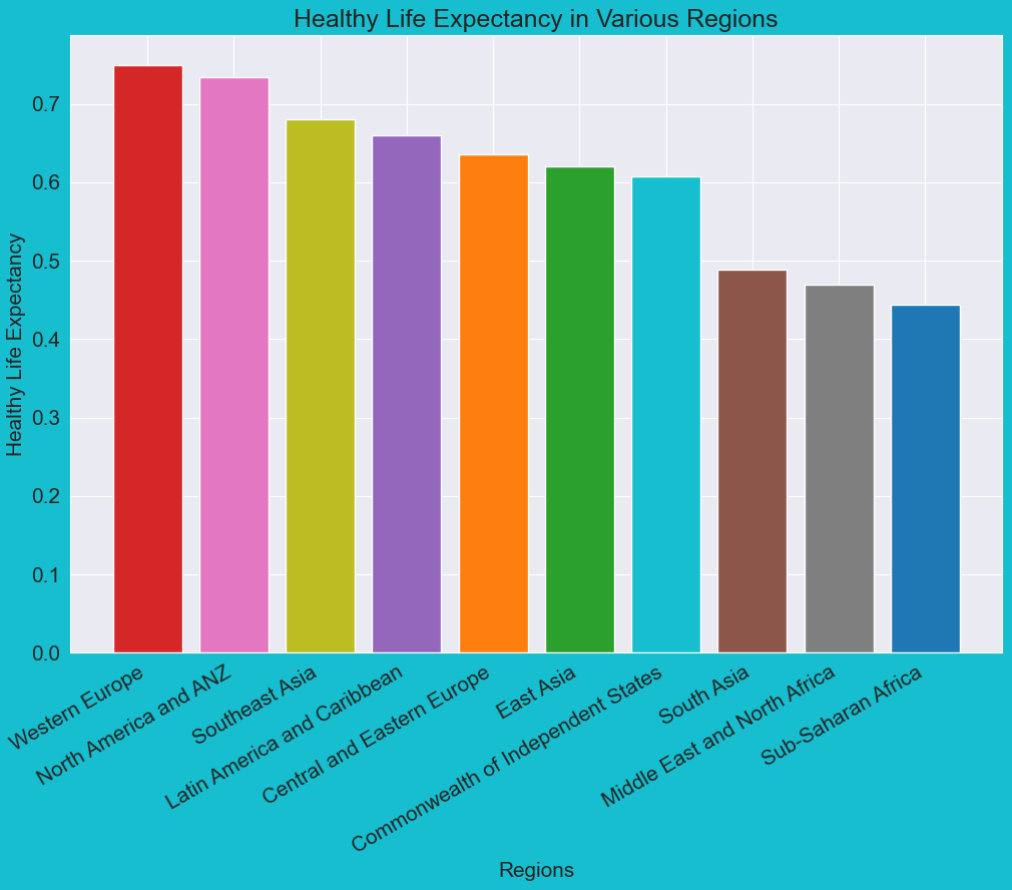 Healthy Life Expectancy in Various Regions
Healthy Life Expectancy
0.7
0.6
0.5
0.4
0.3
0.2
0.1
0.0
Western Europe
North America and ANZ
Southeast Asia
Latin America and Caribbean
Central and Eastern Europe
East Asia
Commonwealth of Independent States
South Asia
Middle East and North Africa
Sub-Saharan Africa
Regions